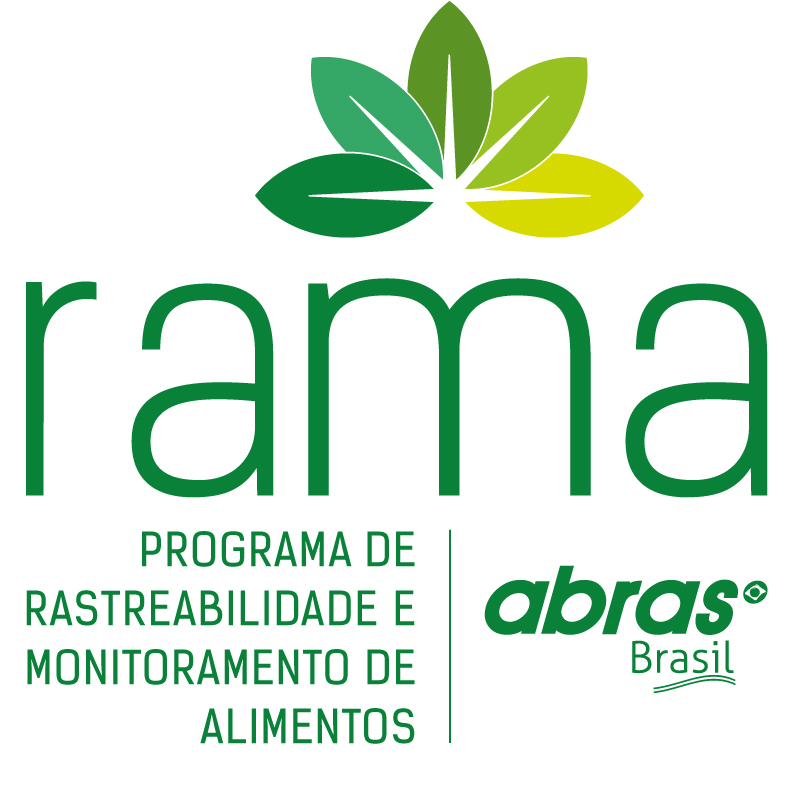 rama
PROGRAMA DE
RASTREABILIDADE E
MONITORAMENTO DE
ALIMENTOS
abras
Brasil